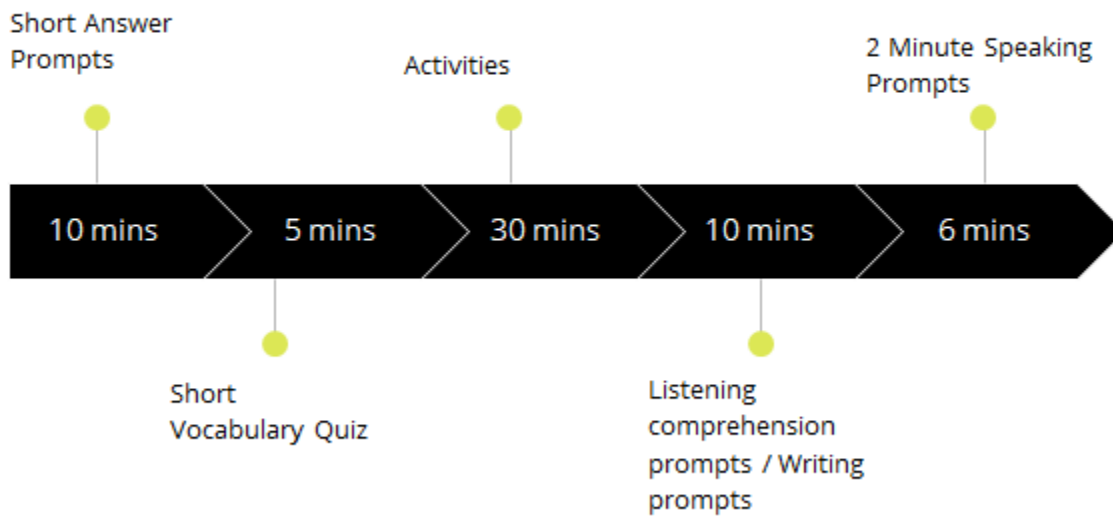 Short Answer
Prompts
Activities
2 Minute Speaking
Prompts
10 mins
5 mins
30 mins
10 mins
6 mins
Short
Vocabulary Quiz
Listening
comprehension
prompts / Writing
prompts